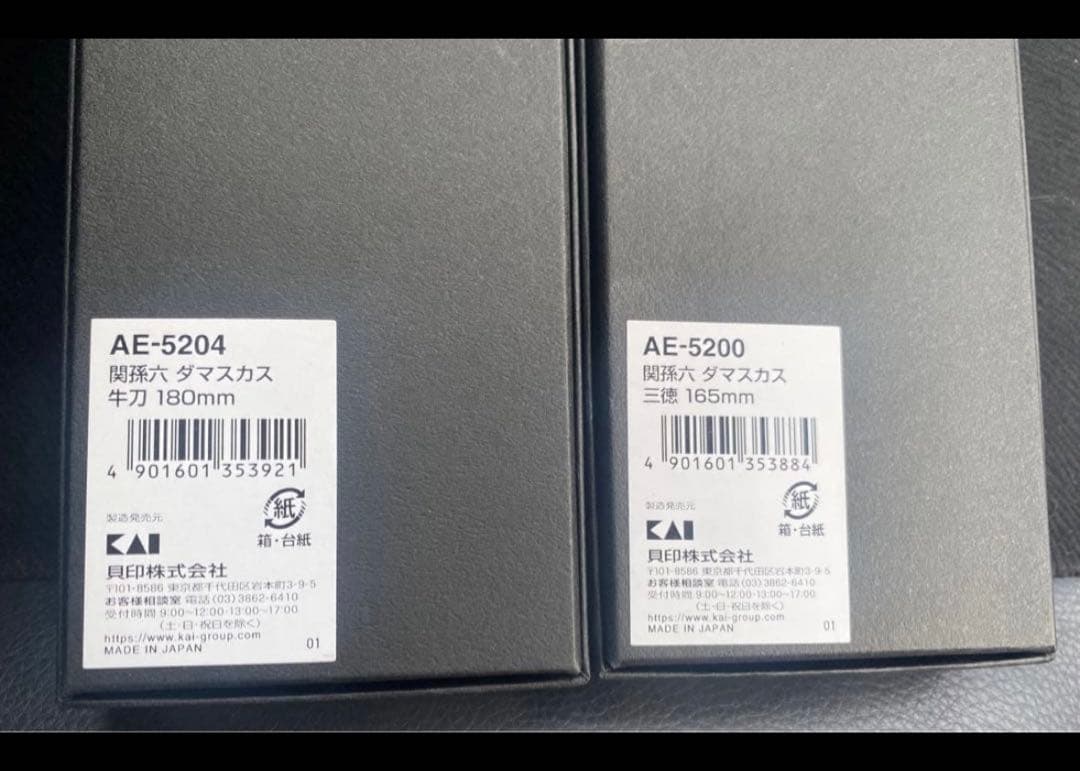 AE-5204
関孫六 ダマスカス
牛刀 180mm
4 901601 353921
紙
箱・台紙
製造発売元
KAI
貝印株式会社
〒101-8586 東京都千代田区岩本町3-9-5
お客様相談室 電話(03)3862-6410
受付時間 9:00~12:00・13:00~17:00
(土・日・祝日を除く)
https://www.kai-group.com
MADE IN JAPAN
01
AE-5200
関孫六 ダマスカス
三徳 165mm
4 901601 353884
紙
箱・台紙
製造発売元
KAI
貝印株式会社
〒101-8586 東京都千代田区岩本町3-9-5
お客様相談室 電話(03)3862-6410
受付時間 9:00~12:00・13:00~17:00
(土・日・祝日を除く)
https://www.kai-group.com
MADE IN JAPAN
01